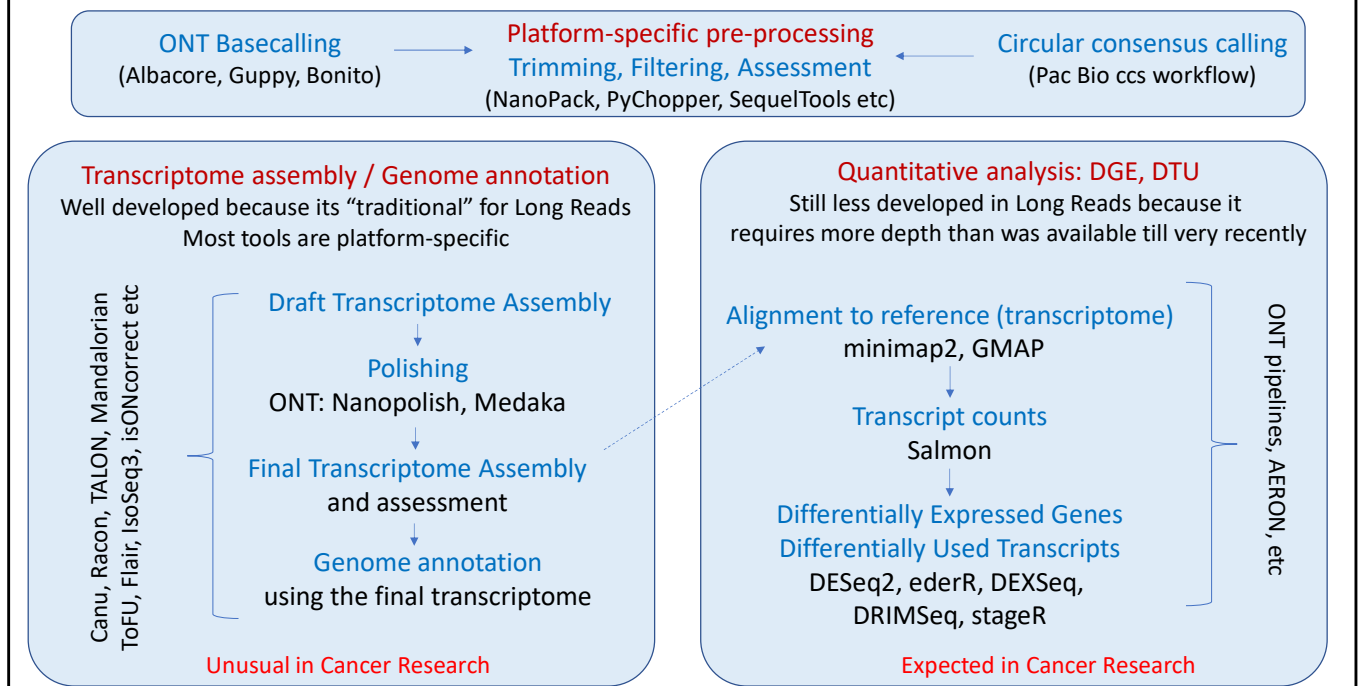 ONT Basecalling
(Albacore, Guppy, Bonito)
Platform-specific pre-processing
Trimming, Filtering, Assessment
(NanoPack, PyChopper, SequelTools etc)
Circular consensus calling
(Pac Bio ccs workflow)
Transcriptome assembly / Genome annotation
Well developed because its “traditional” for Long Reads
Most tools are platform-specific
Canu, Racon, TALON, Mandalorian
ToFU, Flair, IsoSeq3, isONcorrect etc
Draft Transcriptome Assembly
Polishing
ONT: Nanopolish, Medaka
Final Transcriptome Assembly
and assessment
Genome annotation
using the final transcriptome
Unusual in Cancer Research
Quantitative analysis: DGE, DTU
Still less developed in Long Reads because it
requires more depth than was available till very recently
Alignment to reference (transcriptome)
minimap2, GMAP
Transcript counts
Salmon
Differentially Expressed Genes
Differentially Used Transcripts
DESeq2, ederR, DEXSeq,
DRIMSeq, stageR
ONT pipelines, AERON, etc
Expected in Cancer Research